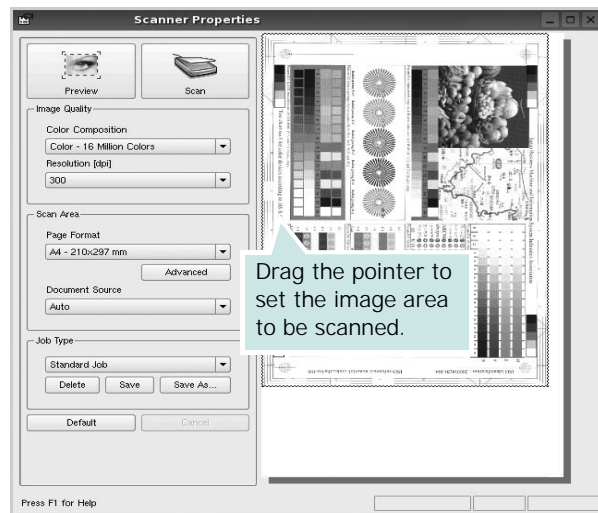 Scanner Properties
Preview
Scan
Image Quality
Color Composition
Color - 16 Million Colors
Resolution [dpi]
300
Scan Area
Page Format
A4 - 210x297 mm
Advanced
Document Source
Auto
Job Type
Standard Job
Delete
Save
Save As...
Default
Cancel
Drag the pointer to
set the image area
to be scanned.
Press F1 for Help